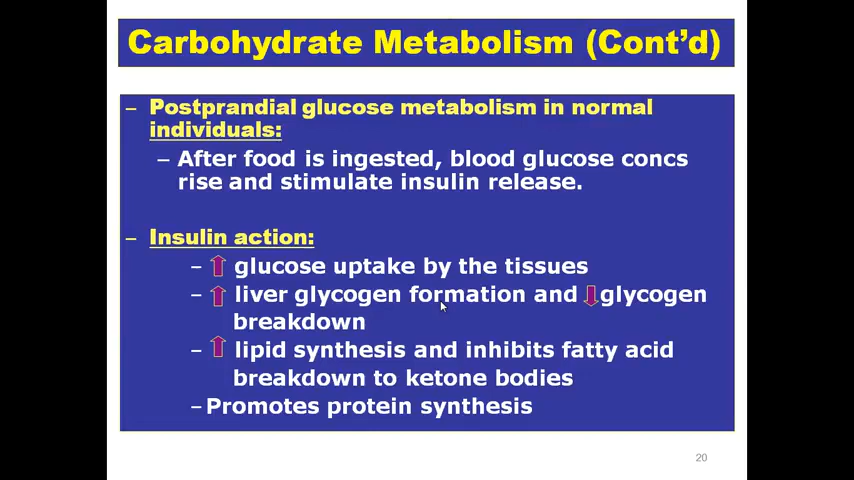 Carbohydrate Metabolism (Cont’d)
– Postprandial glucose metabolism in normal
individuals:
– After food is ingested, blood glucose concs
rise and stimulate insulin release.
– Insulin action:
– ⇧ glucose uptake by the tissues
– ⇧ liver glycogen formation and ⇩ glycogen
breakdown
– ⇧ lipid synthesis and inhibits fatty acid
breakdown to ketone bodies
– Promotes protein synthesis
20